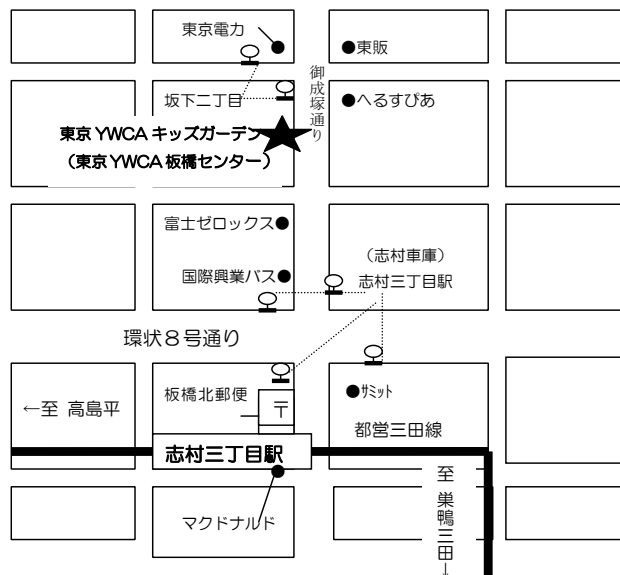 東京電力
東販
坂下二丁目
御成塚通り
へるすぴあ
東京 YWCA キッズガーデン
（東京 YWCA 板橋センター）
富士ゼロックス
（志村車庫）
国際興業バス
志村三丁目駅
環状８号通り
板橋北郵便
〒
ｻﾐｯﾄ
←至 高島平
都営三田線
志村三丁目駅
至 巣鴨三田→
マクドナルド